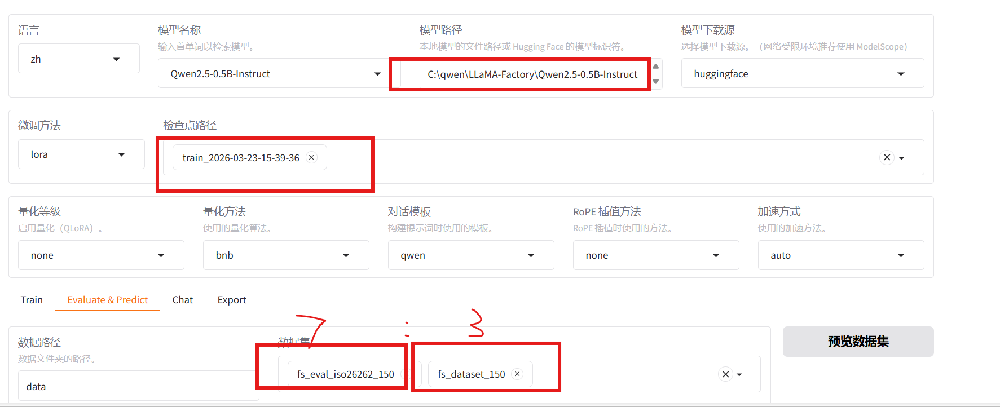 语言 模型名称 模型路径 模型下载源
输入首单词以检索模型。 本地模型的文件路径或 Hugging Face 的模型标识符。 选择模型下载源。（网络受限环境推荐使用 ModelScope）
zh Qwen2.5-0.5B-Instruct C:\qwen\LLaMA-Factory\Qwen2.5-0.5B-Instruct huggingface
微调方法 检查点路径
lora train_2026-03-23-15-39-36
量化等级 量化方法 对话模板 RoPE 插值方法 加速方式
启用量化（QLoRA）。 使用的量化算法。 构建提示词时使用的模板。 RoPE 插值时使用的方法。 使用的加速方法。
none bnb qwen none auto
Train Evaluate & Predict Chat Export
7 : 3
数据路径 数据集 预览数据集
数据文件夹的路径。
data fs_eval_iso26262_150 fs_dataset_150